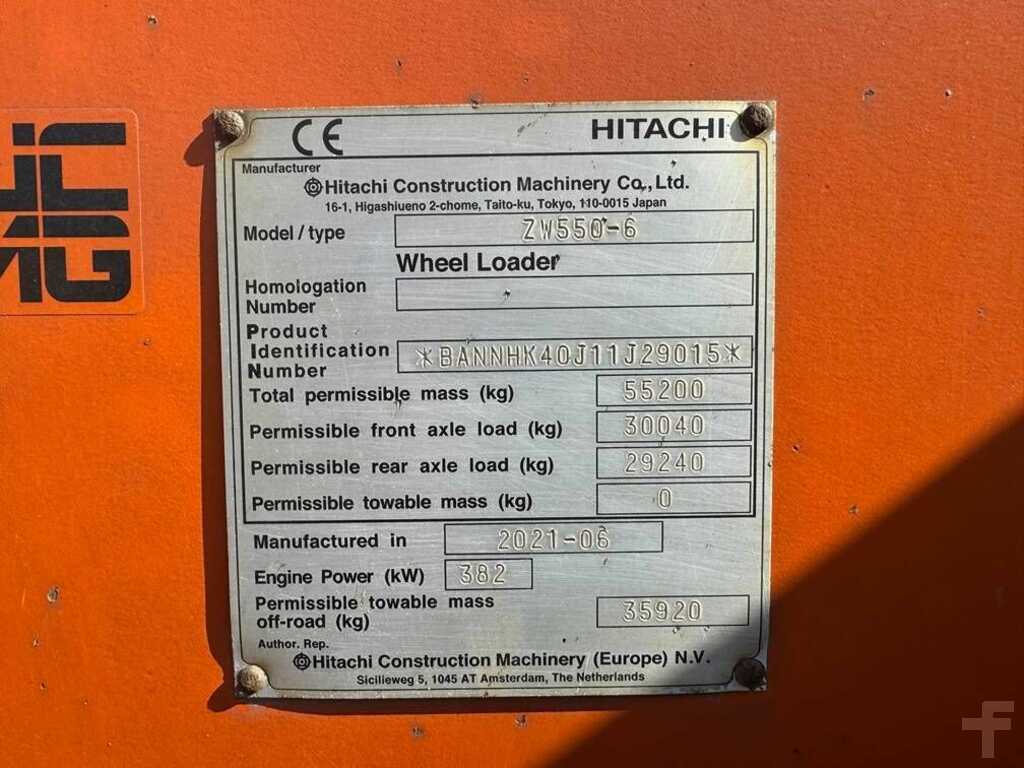 CE HITACHI
Manufacturer
Hitachi Construction Machinery Co., Ltd.
16-1, Higashiueno 2-chome, Taito-ku, Tokyo, 110-0015 Japan
Model / type ZW550-6
Wheel Loader
Homologation
Number
Product
Identification *BANNHK40J11J29015*
Number
Total permissible mass (kg) 55200
Permissible front axle load (kg) 30040
Permissible rear axle load (kg) 29240
Permissible towable mass (kg) 0
Manufactured in 2021-06
Engine Power (kW) 382
Permissible towable mass
off-road (kg) 35920
Author. Rep.
Hitachi Construction Machinery (Europe) N.V.
Sicilieweg 5, 1045 AT Amsterdam, The Netherlands